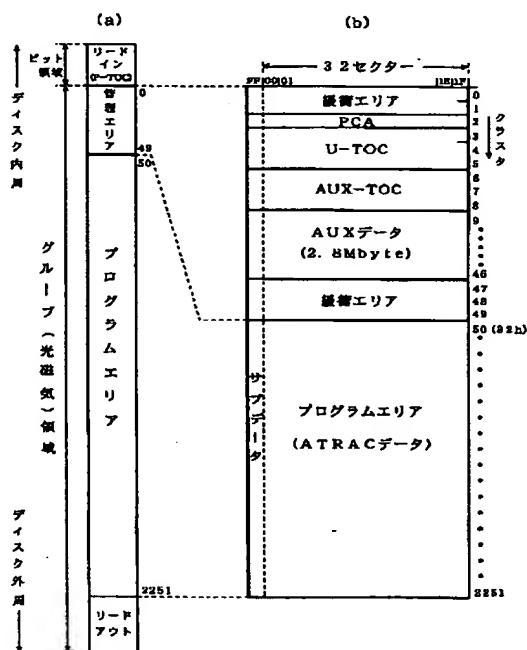 (a)
(b)
ピット
領域
リード
イン
(P-TOC)
管理エリア
0
49
50
プログラムエリア
2251
リード
アウト
ディスク内周
グルーブ(光磁気)領域
ディスク外周
32セクター
FF 00 01
1E 1F
緩衝エリア
PCA
U-TOC
AUX-TOC
AUXデータ
(2.8Mbyte)
緩衝エリア
サブデータ
プログラムエリア
(ATRACデータ)
0
1
2
3
4
5
6
7
8
9
46
47
48
49
50 (32h)
2251
クラスタ